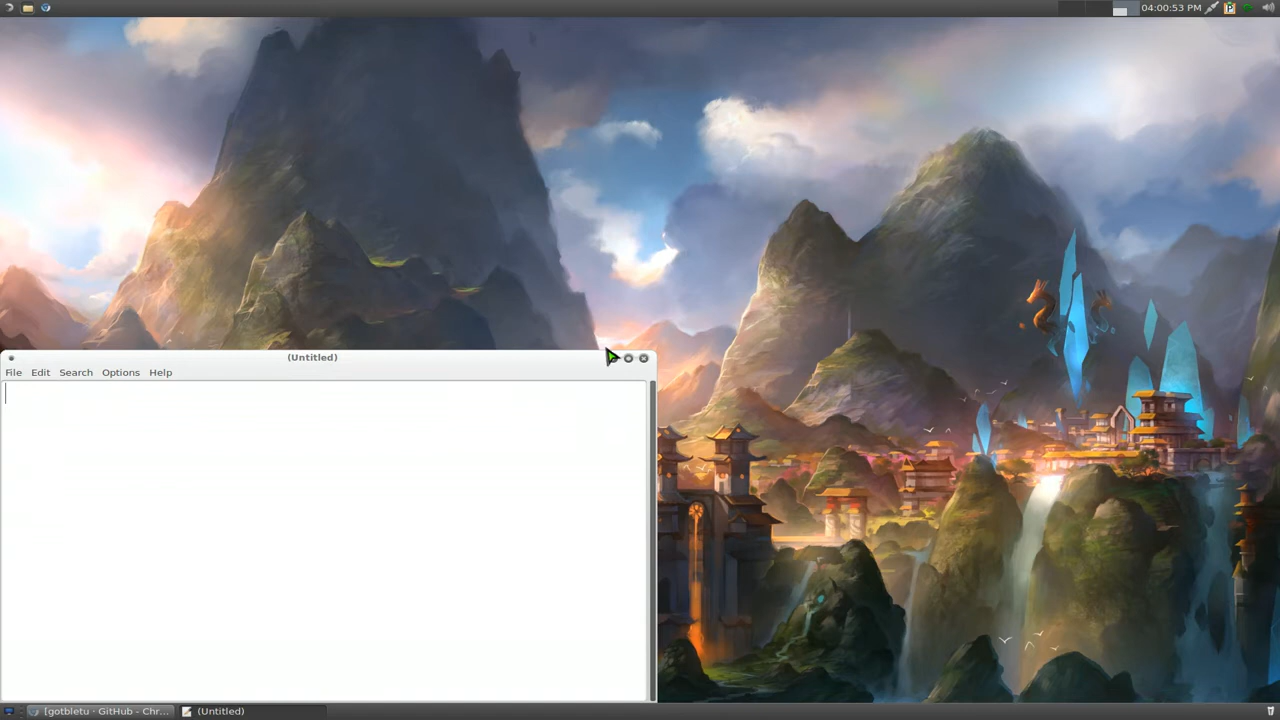 04:00:53 PM
(Untitled)
File Edit Search Options Help
[gotbletu · GitHub - Chr... (Untitled)